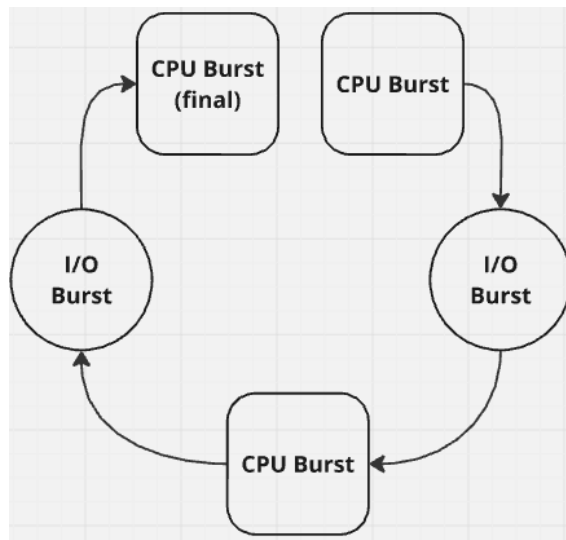 CPU Burst
(final)
CPU Burst
I/O
Burst
I/O
Burst
CPU Burst